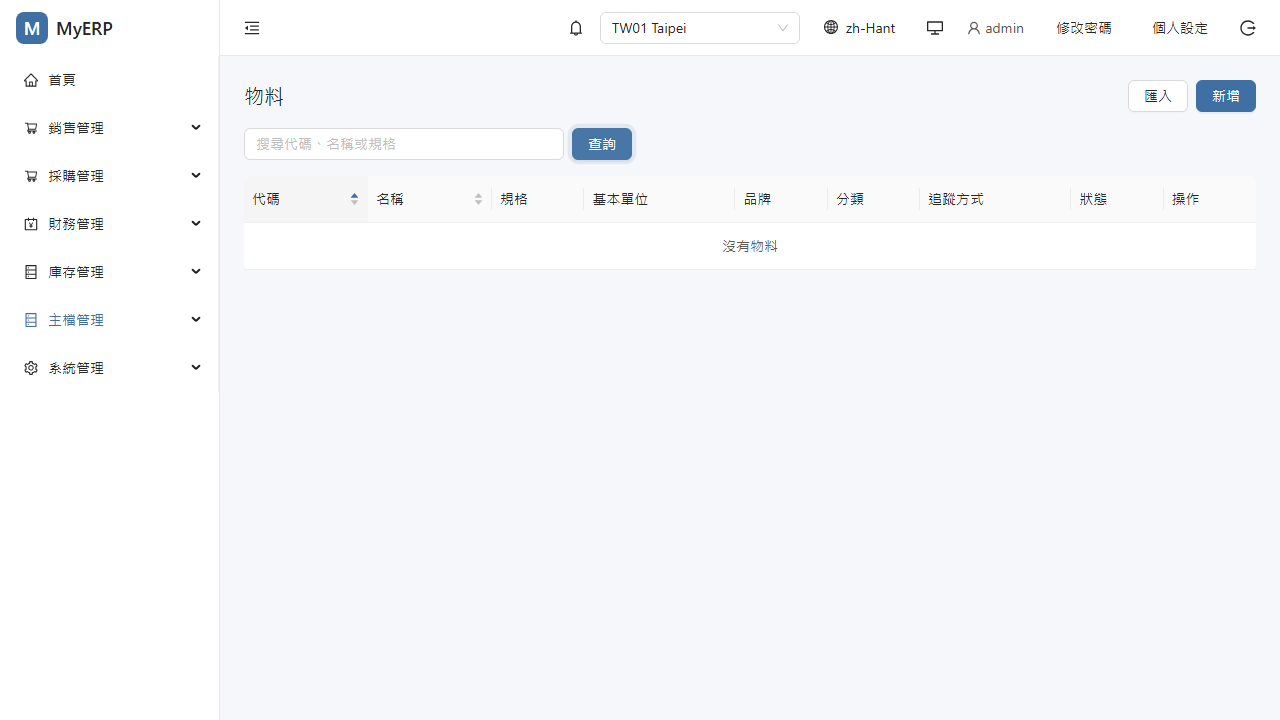 M MyERP
TW01 Taipei
zh-Hant
admin
修改密碼
個人設定
首頁
銷售管理
採購管理
財務管理
庫存管理
主檔管理
系統管理
物料
匯入
新增
搜尋代碼、名稱或規格
查詢
代碼 名稱 規格 基本單位 品牌 分類 追蹤方式 狀態 操作
沒有物料